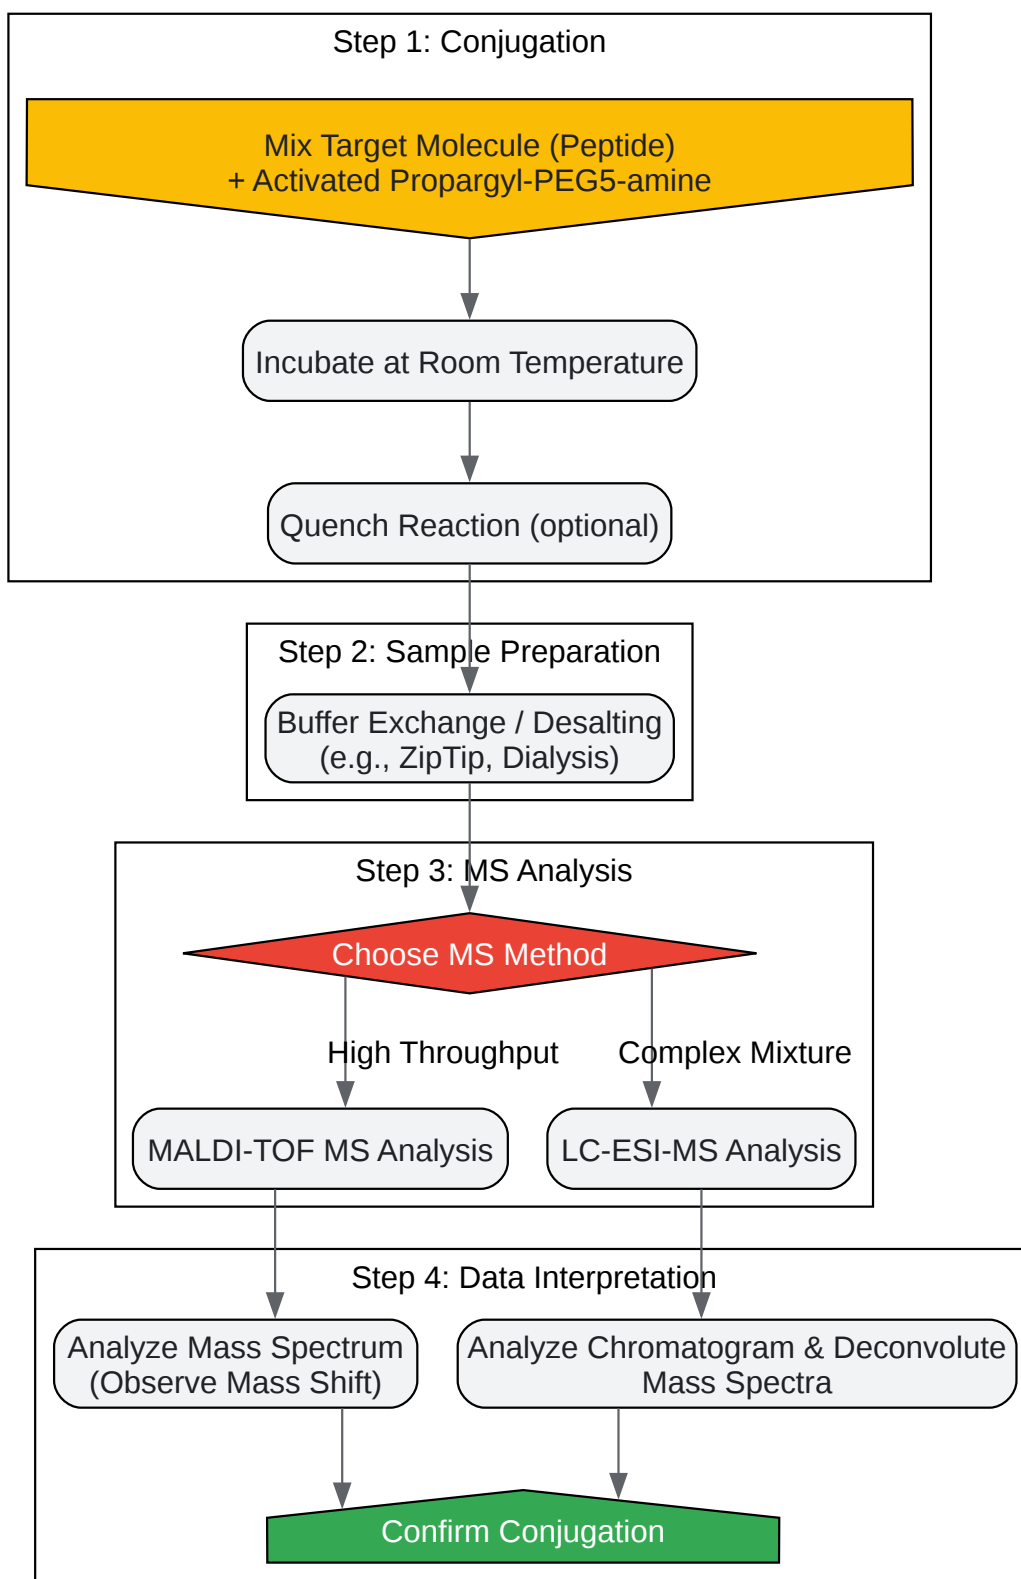 Step 1: Conjugation
Mix Target Molecule (Peptide)
+ Activated Propargyl-PEG5-amine
Incubate at Room Temperature
Quench Reaction (optional)
Step 2: Sample Preparation
Buffer Exchange / Desalting
(e.g., ZipTip, Dialysis)
Step 3: MS Analysis
Choose MS Method
High Throughput
Complex Mixture
MALDI-TOF MS Analysis
LC-ESI-MS Analysis
Step 4: Data Interpretation
Analyze Mass Spectrum
(Observe Mass Shift)
Analyze Chromatogram & Deconvolute
Mass Spectra
Confirm Conjugation